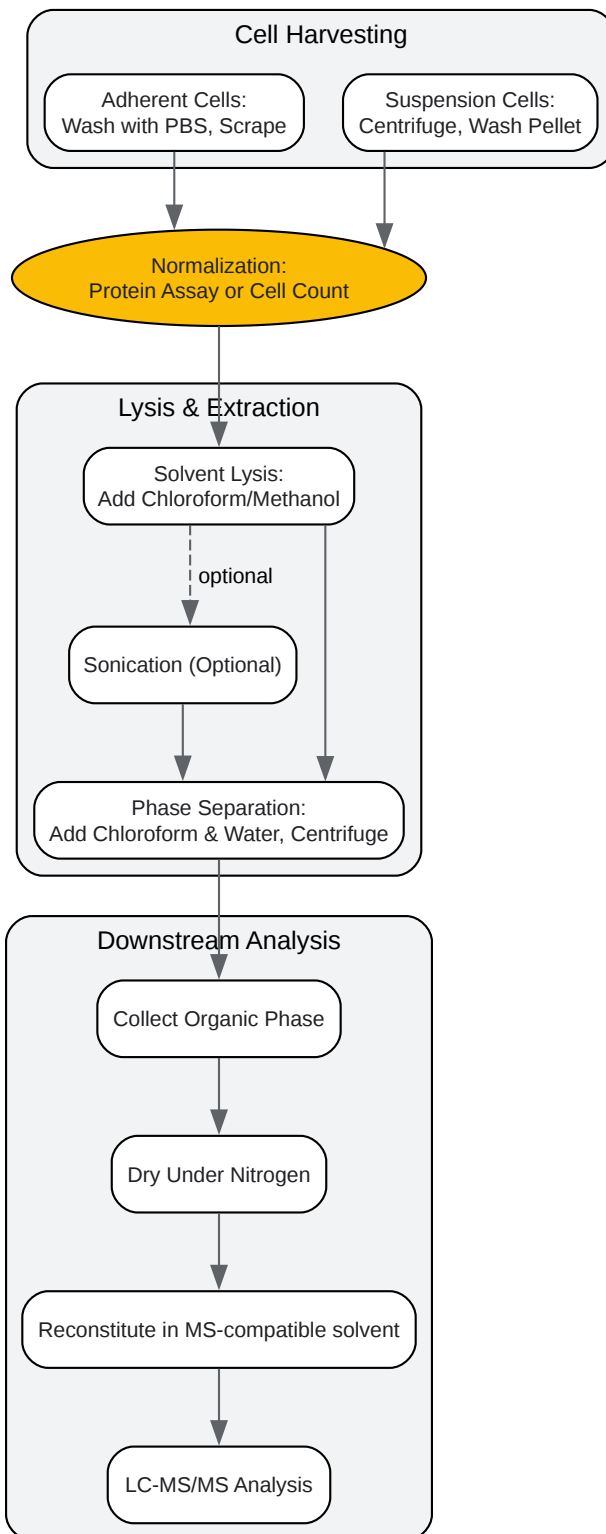 Cell Harvesting
Adherent Cells:
Wash with PBS, Scrape
Suspension Cells:
Centrifuge, Wash Pellet
Normalization:
Protein Assay or Cell Count
Lysis & Extraction
Solvent Lysis:
Add Chloroform/Methanol
optional
Sonication (Optional)
Phase Separation:
Add Chloroform & Water, Centrifuge
Downstream Analysis
Collect Organic Phase
Dry Under Nitrogen
Reconstitute in MS-compatible solvent
LC-MS/MS Analysis